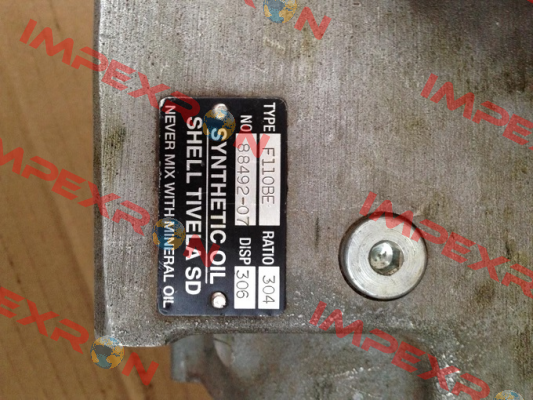 TYPE F110BE RATIO 304
NO 88492-07 DISP 306
SYNTHETIC OIL
SHELL TIVELA SD
NEVER MIX WITH MINERAL OIL
IMPEXRON
IMPEXRON
IMPEXRON
IMPEXRON
IMPEXRON